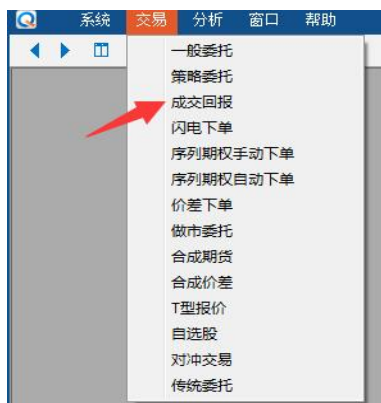 系统 交易 分析 窗口 帮助
一般委托
策略委托
成交回报
闪电下单
序列期权手动下单
序列期权自动下单
价差下单
做市委托
合成期货
合成价差
T型报价
自选股
对冲交易
传统委托